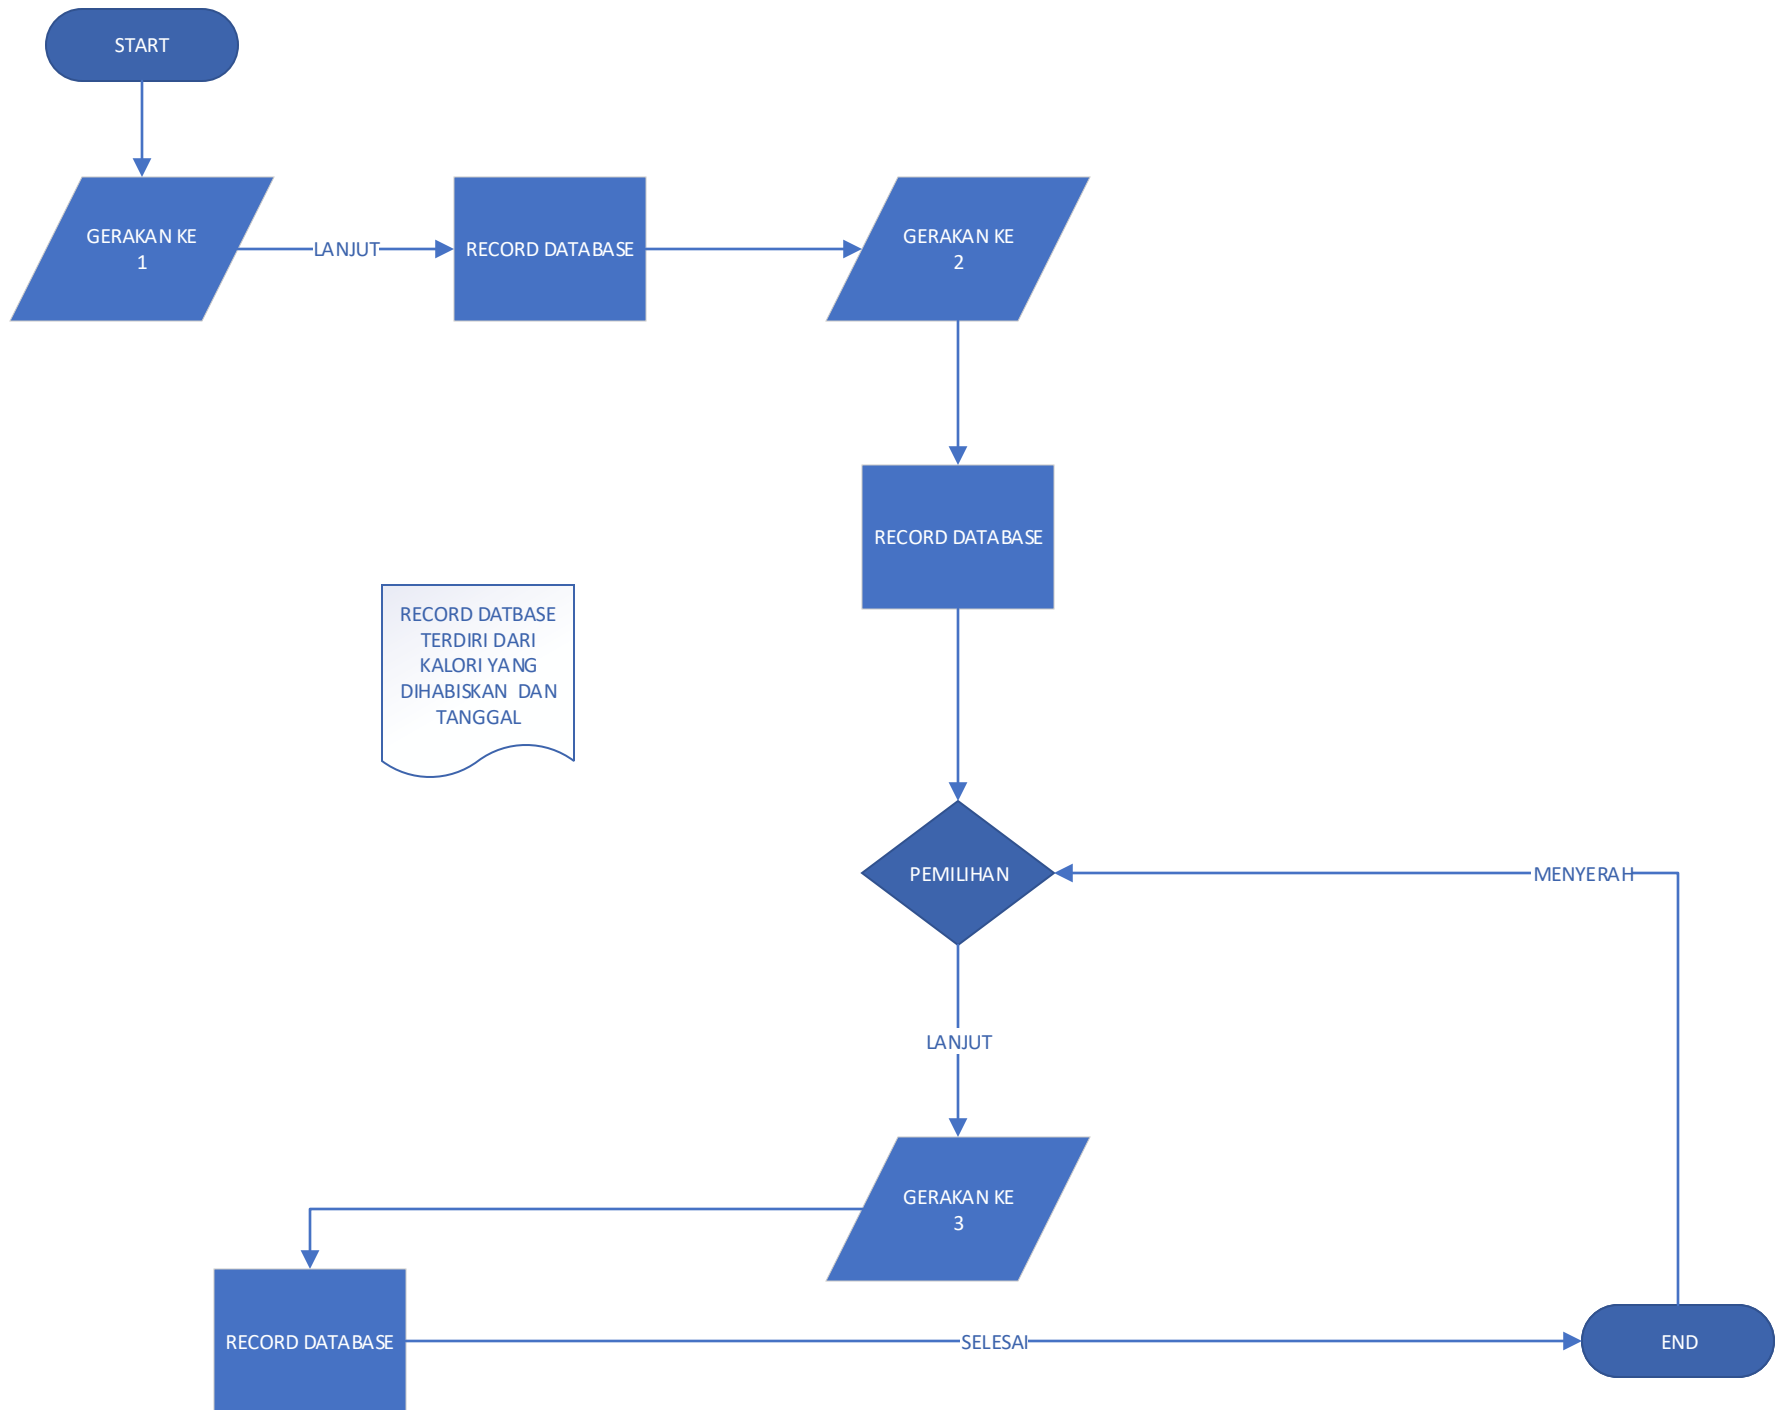 START
GERAKAN KE
1
LANJUT
RECORD DATABASE
GERAKAN KE
2
RECORD DATABASE
RECORD DATBASE
TERDIRI DARI
KALORI YANG
DIHABISKAN DAN
TANGGAL
PEMILIHAN
MENYERAH
LANJUT
GERAKAN KE
3
RECORD DATABASE
SELESAI
END